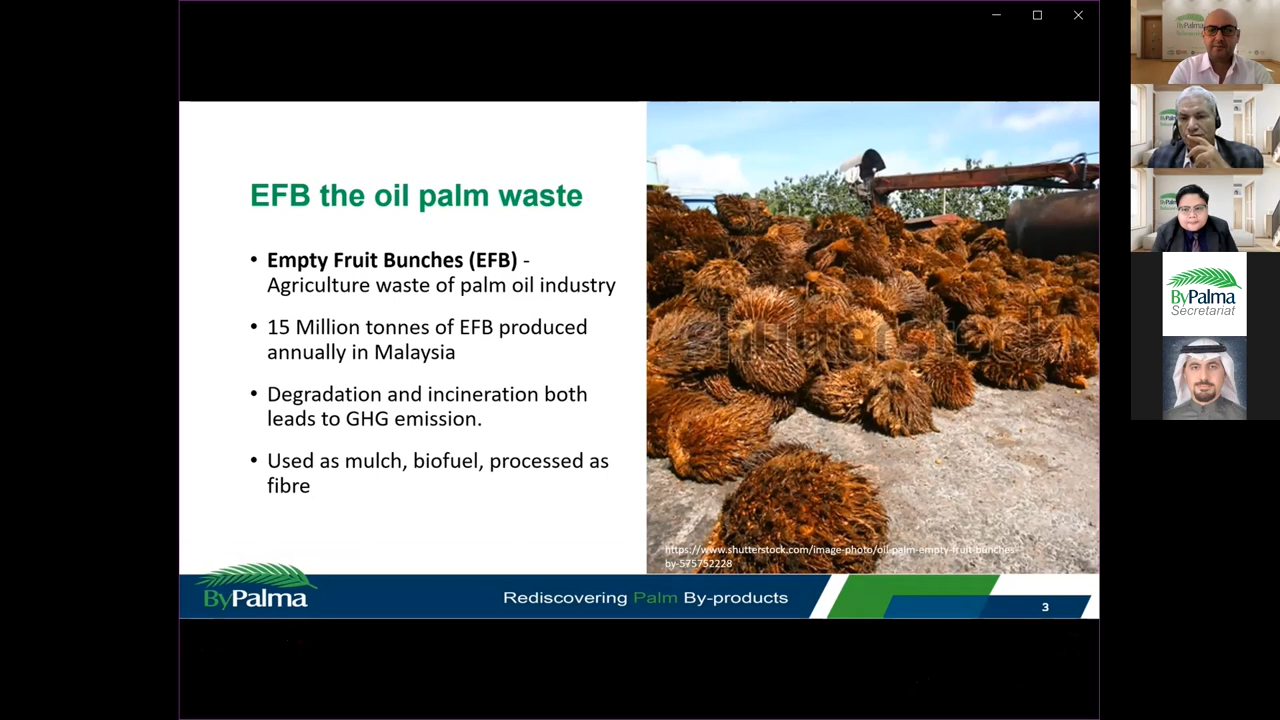 EFB the oil palm waste
• Empty Fruit Bunches (EFB) -
Agriculture waste of palm oil industry
• 15 Million tonnes of EFB produced
annually in Malaysia
• Degradation and incineration both
leads to GHG emission.
• Used as mulch, biofuel, processed as
fibre
shutterstock
https://www.shutterstock.com/image-photo/oil-palm-empty-fruit-bunches-
by-575752228
ByPalma
Rediscovering Palm By-products
3
ByPalma
Secretariat